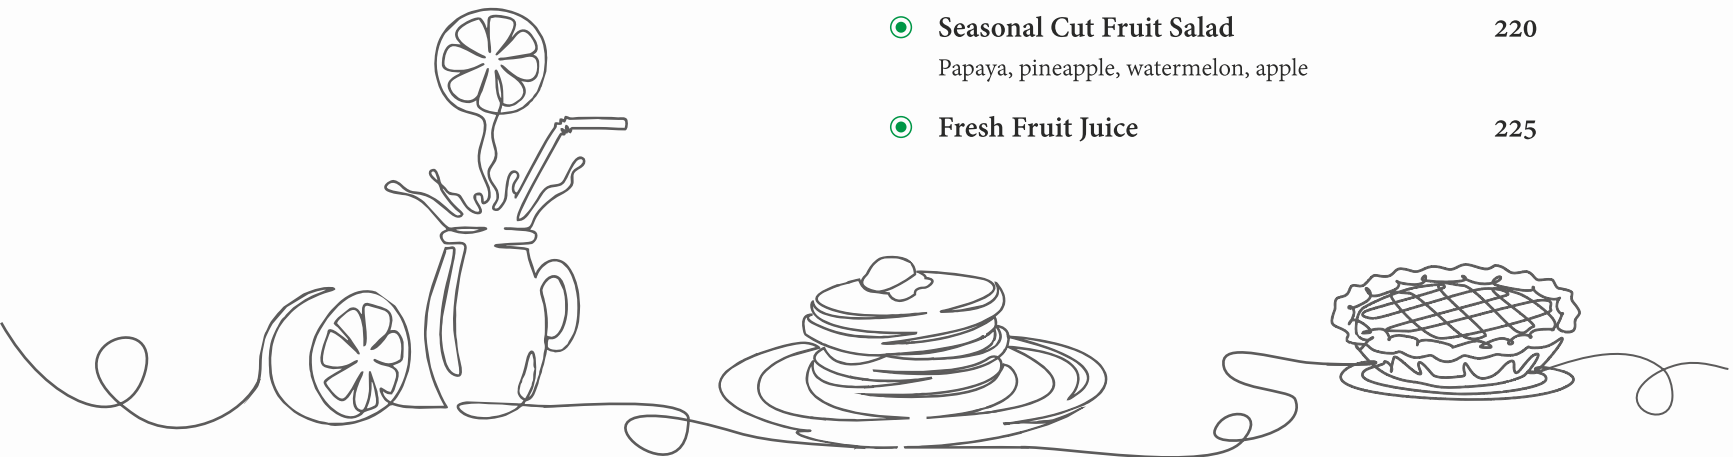 Seasonal Cut Fruit Salad 220
Papaya, pineapple, watermelon, apple
Fresh Fruit Juice 225